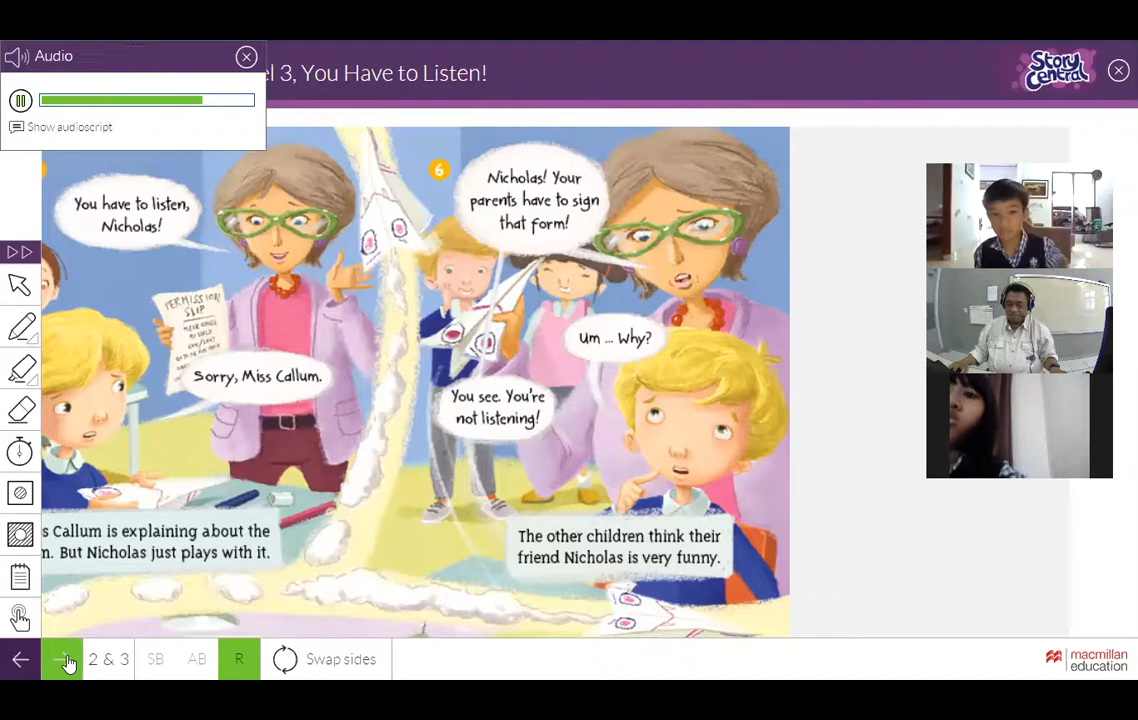 Audio
el 3, You Have to Listen!
Story
Central
Show audioscript
You have to listen,
Nicholas!
PERMISSION
SLIP
Sorry, Miss Callum.
s Callum is explaining about the
m. But Nicholas just plays with it.
6
Nicholas! Your
parents have to sign
that form!
Um ... Why?
You see. You're
not listening!
The other children think their
friend Nicholas is very funny.
2 & 3
SB
AB
R
Swap sides
macmillan
education